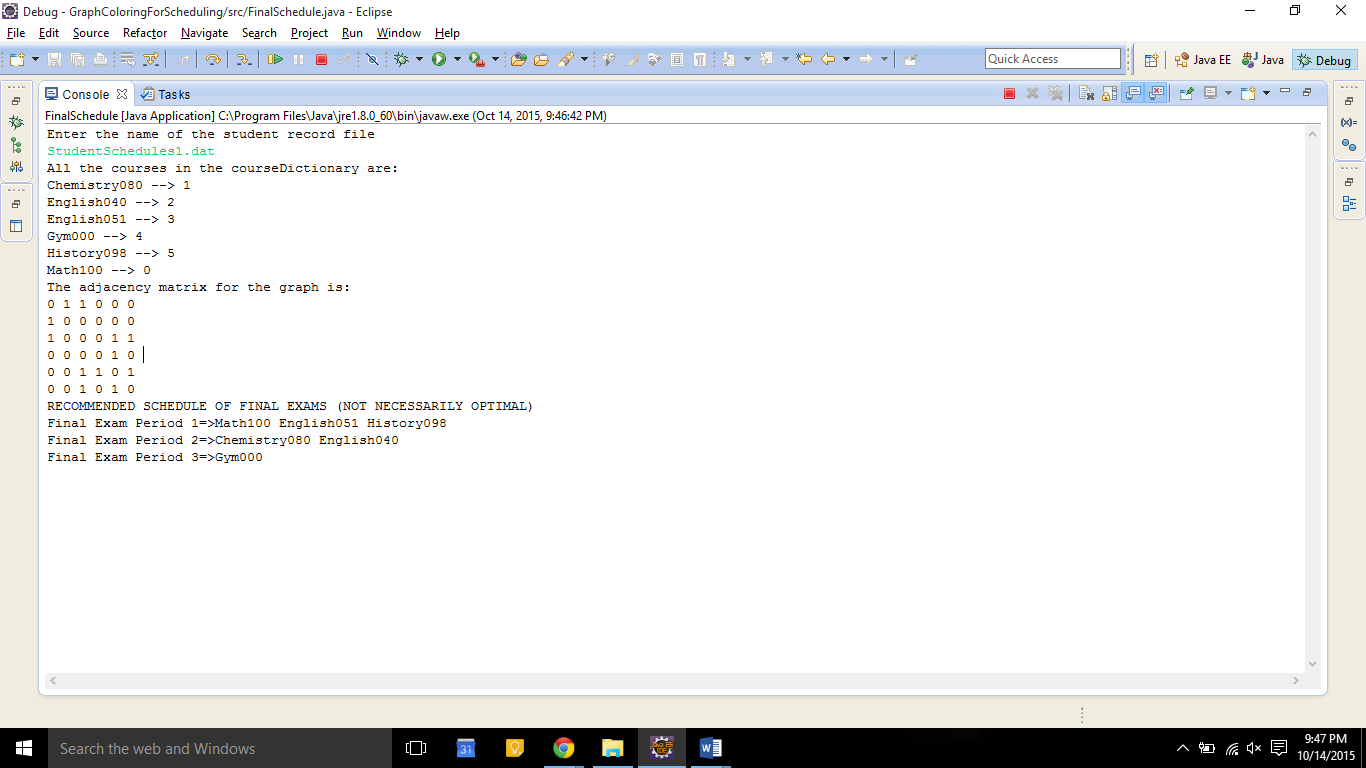 Debug - GraphColoringForScheduling/src/FinalSchedule.java - Eclipse
File Edit Source Refactor Navigate Search Project Run Window Help
Quick Access
Java EE Java Debug
Console Tasks
FinalSchedule [Java Application] C:\Program Files\Java\jre1.8.0_60\bin\javaw.exe (Oct 14, 2015, 9:46:42 PM)
Enter the name of the student record file
StudentSchedules1.dat
All the courses in the courseDictionary are:
Chemistry080 --> 1
English040 --> 2
English051 --> 3
Gym000 --> 4
History098 --> 5
Math100 --> 0
The adjacency matrix for the graph is:
0 1 1 0 0 0
1 0 0 0 0 0
1 0 0 0 1 1
0 0 0 0 1 0
0 0 1 1 0 1
0 0 1 0 1 0
RECOMMENDED SCHEDULE OF FINAL EXAMS (NOT NECESSARILY OPTIMAL)
Final Exam Period 1=>Math100 English051 History098
Final Exam Period 2=>Chemistry080 English040
Final Exam Period 3=>Gym000
Search the web and Windows
31
9:47 PM
10/14/2015